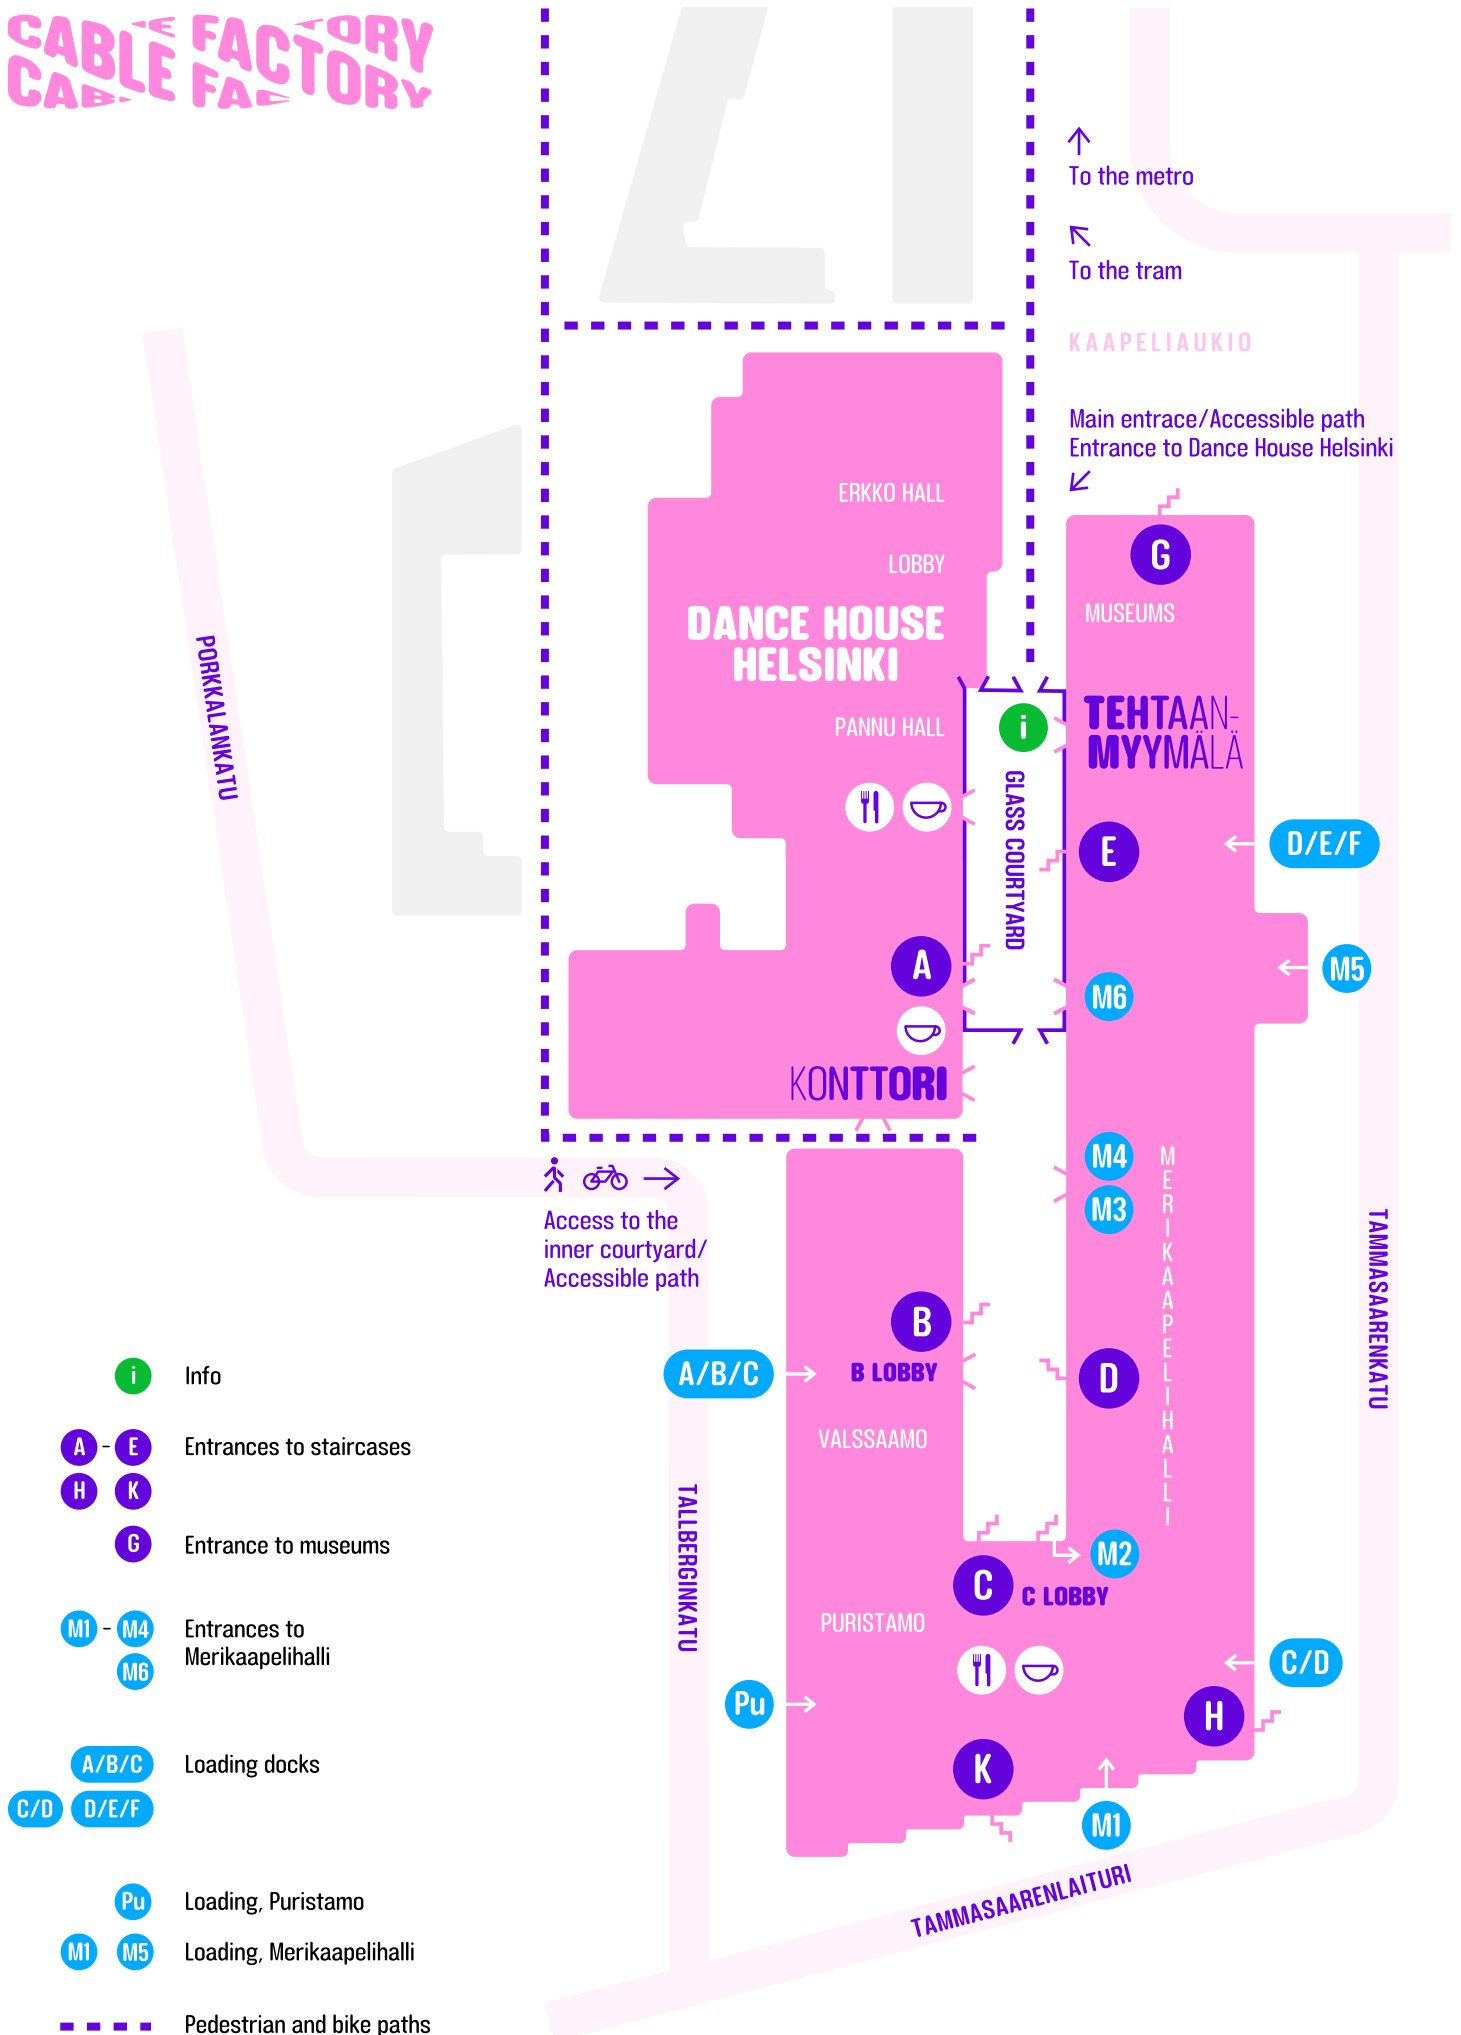 CABLE FACTORY
CABLE FACTORY
To the metro
To the tram
KAAPELIAUKIO
Main entrace/Accessible path
Entrance to Dance House Helsinki
ERKKO HALL
LOBBY
DANCE HOUSE
HELSINKI
PANNU HALL
G
MUSEUMS
TEHTAAN-
MYYMÄLÄ
i
GLASS COURTYARD
E
D/E/F
A
M6
M5
KONTTORI
PORKKALANKATU
Access to the
inner courtyard/
Accessible path
M4
M3
MERIKAAPELIHALLI
TAMMASAARENKATU
B
B LOBBY
A/B/C
D
VALSSAAMO
TALLBERGINKATU
M2
C
C LOBBY
PURISTAMO
C/D
Pu
H
K
M1
TAMMASAARENLAITURI
i Info
A - E Entrances to staircases
H K
G Entrance to museums
M1 - M4 Entrances to
M6 Merikaapelihalli
A/B/C Loading docks
C/D D/E/F
Pu Loading, Puristamo
M1 M5 Loading, Merikaapelihalli
Pedestrian and bike paths